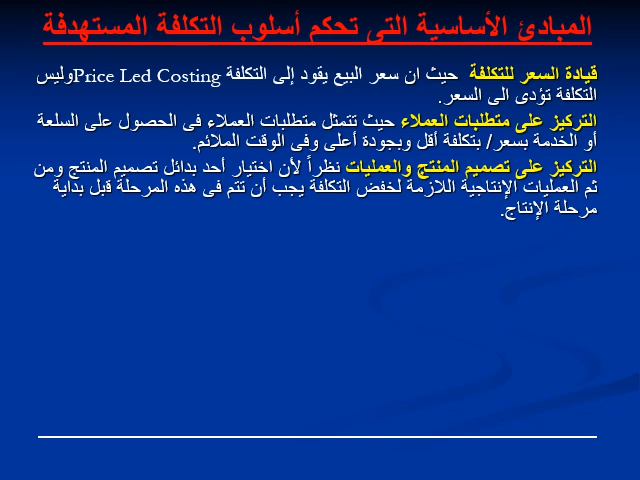 المبادئ الأساسية التى تحكم أسلوب التكلفة المستهدفة
قيادة السعر للتكلفة حيث ان سعر البيع يقود إلى التكلفة Price Led Costing وليس
التكلفة تؤدى الى السعر.
التركيز على متطلبات العملاء حيث تتمثل متطلبات العملاء فى الحصول على السلعة
أو الخدمة بسعر/ بتكلفة أقل وبجودة أعلى وفى الوقت الملائم.
التركيز على تصميم المنتج والعمليات نظراً لأن اختيار أحد بدائل تصميم المنتج ومن
ثم العمليات الإنتاجية اللازمة لخفض التكلفة يجب أن تتم فى هذه المرحلة قبل بداية
مرحلة الإنتاج.